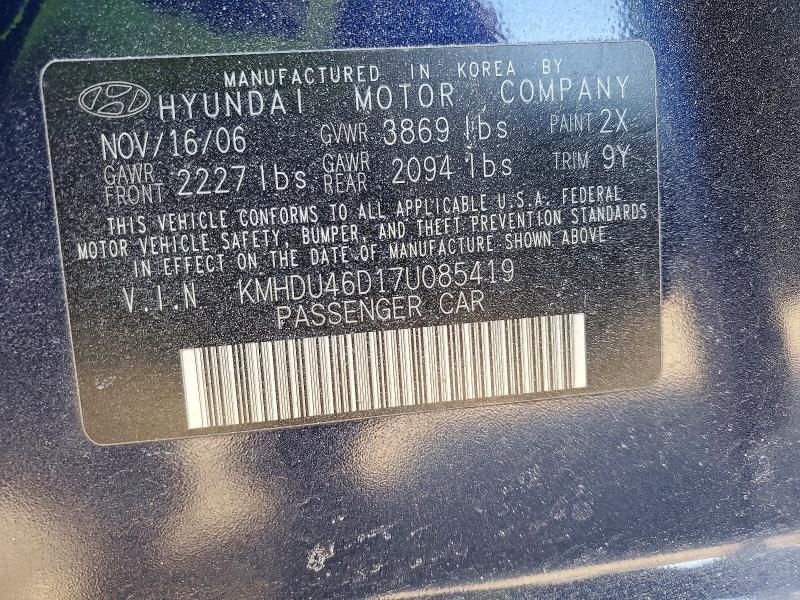 MANUFACTURED IN KOREA BY
HYUNDAI MOTOR COMPANY
NOV/16/06 GVWR 3869 lbs PAINT 2X
GAWR FRONT 2227 lbs GAWR REAR 2094 lbs TRIM 9Y
THIS VEHICLE CONFORMS TO ALL APPLICABLE U.S.A. FEDERAL
MOTOR VEHICLE SAFETY, BUMPER, AND THEFT PREVENTION STANDARDS
IN EFFECT ON THE DATE OF MANUFACTURE SHOWN ABOVE
V.I.N KMHDU46D17U085419
PASSENGER CAR